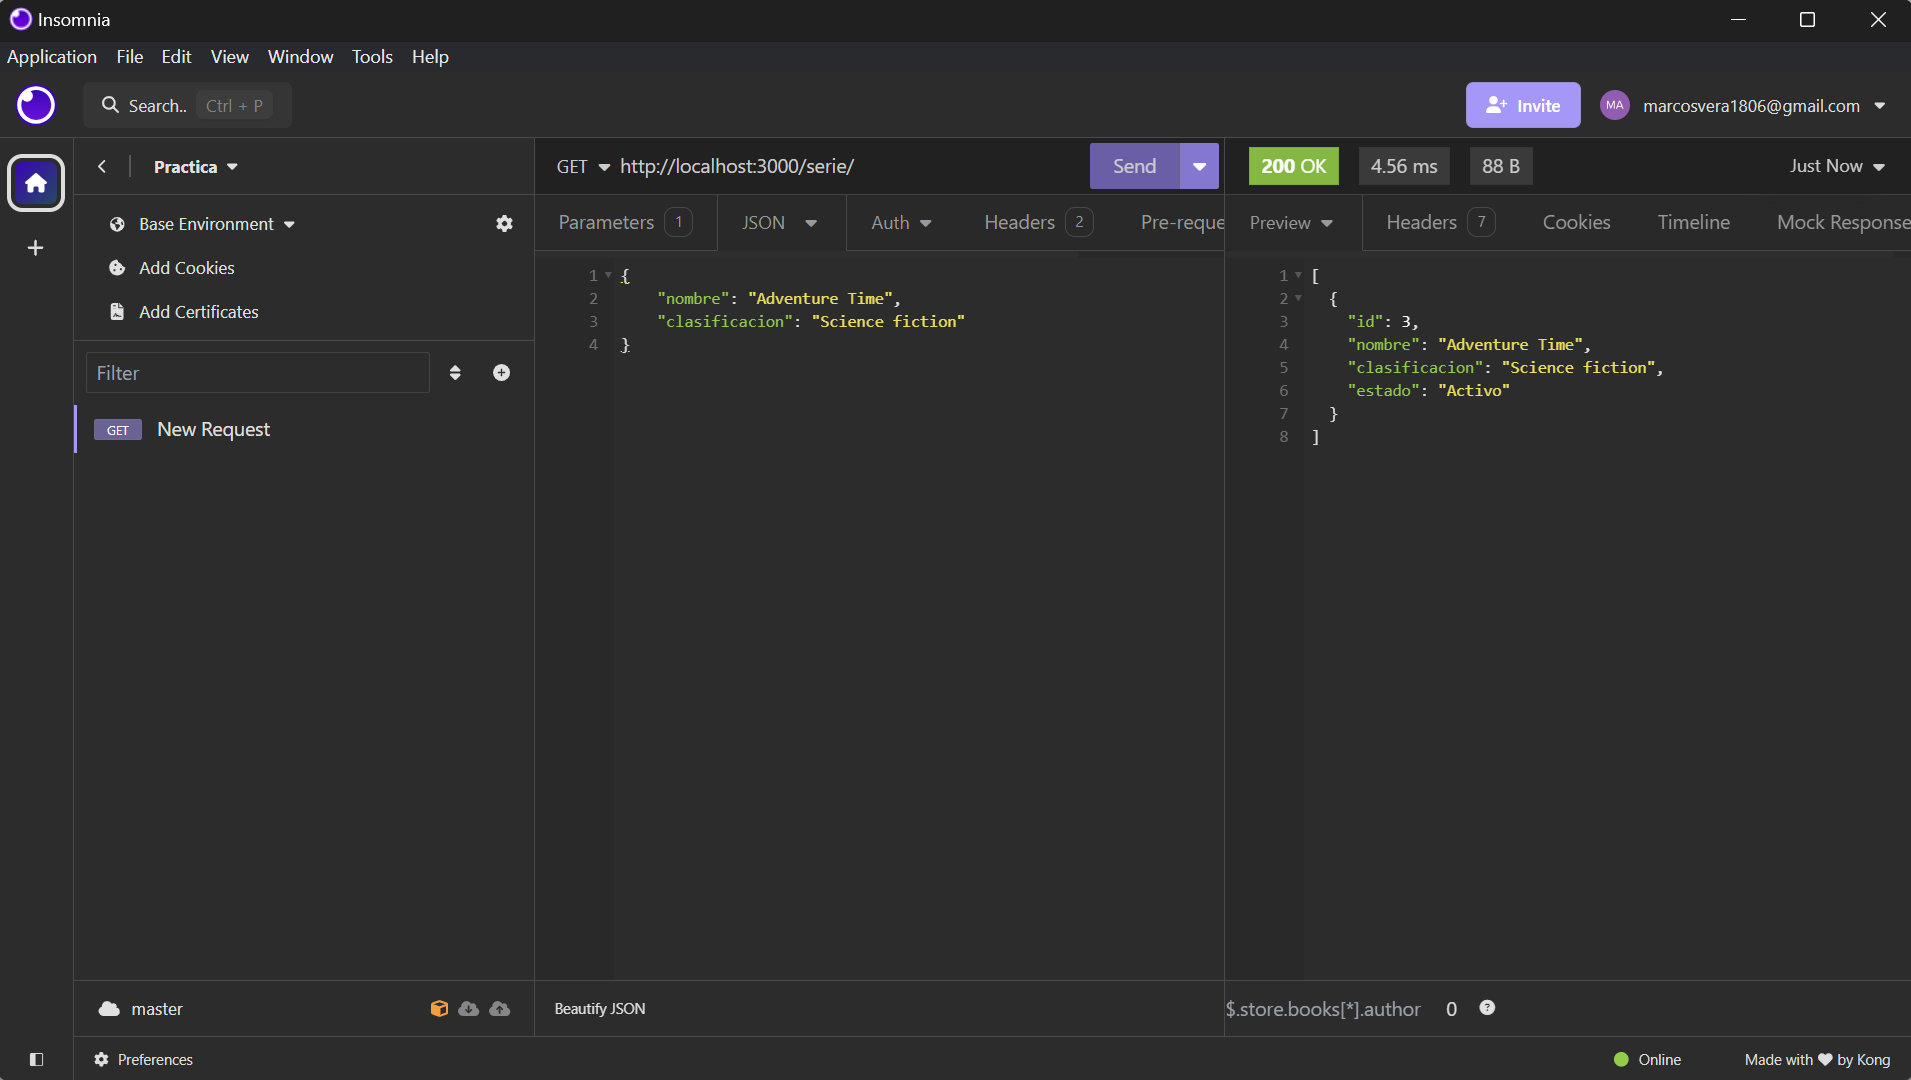 Insomnia
Application File Edit View Window Tools Help
Search.. Ctrl + P
Invite
MA marcosvera1806@gmail.com
Practica
GET http://localhost:3000/serie/
Send
200 OK 4.56 ms 88 B
Just Now
Base Environment
Add Cookies
Add Certificates
Filter
GET New Request
Parameters 1 JSON Auth Headers 2 Pre-reque
1 {
2 "nombre": "Adventure Time",
3 "clasificacion": "Science fiction"
4 }
Preview Headers 7 Cookies Timeline Mock Response
1 [
2 {
3 "id": 3,
4 "nombre": "Adventure Time",
5 "clasificacion": "Science fiction",
6 "estado": "Activo"
7 }
8 ]
master
Beautify JSON
$.store.books[*].author 0 ?
Preferences
Online
Made with ❤ by Kong